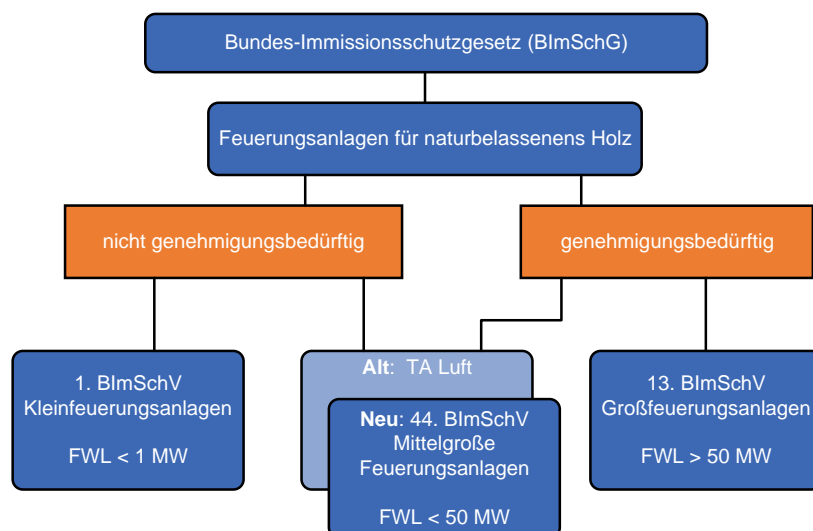 Bundes-Immissionsschutzgesetz (BImSchG)
Feuerungsanlagen für naturbelassenens Holz
nicht genehmigungsbedürftig
genehmigungsbedürftig
1. BImSchV
Kleinfeuerungsanlagen
FWL < 1 MW
Alt: TA Luft
Neu: 44. BImSchV
Mittelgroße
Feuerungsanlagen
FWL < 50 MW
13. BImSchV
Großfeuerungsanlagen
FWL > 50 MW